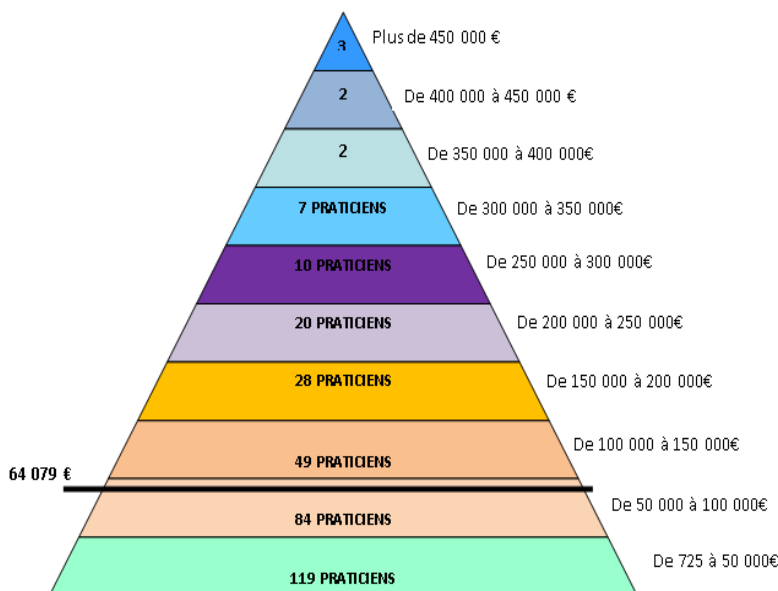 3 Plus de 450 000 €
2 De 400 000 à 450 000 €
2 De 350 000 à 400 000€
7 PRATICIENS De 300 000 à 350 000€
10 PRATICIENS De 250 000 à 300 000€
20 PRATICIENS De 200 000 à 250 000€
28 PRATICIENS De 150 000 à 200 000€
49 PRATICIENS De 100 000 à 150 000€
64 079 €
84 PRATICIENS De 50 000 à 100 000€
119 PRATICIENS De 725 à 50 000€